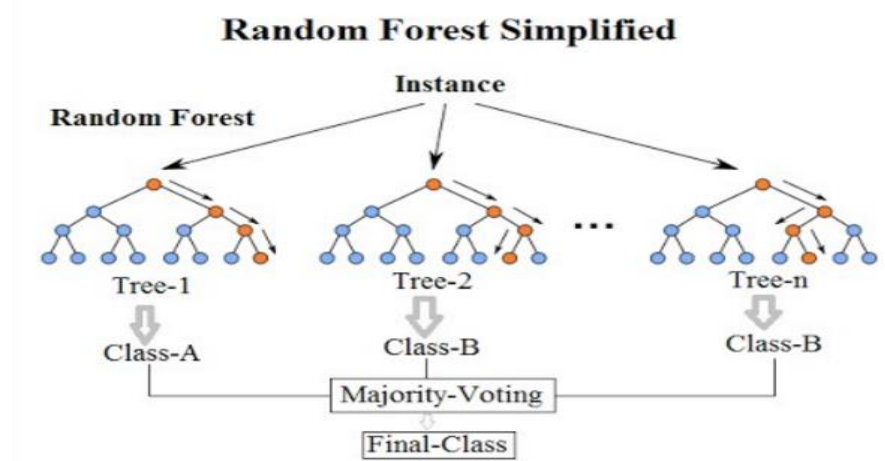 Random Forest Simplified
Instance
Random Forest
...
Tree-1
Tree-2
Tree-n
Class-A
Class-B
Class-B
Majority-Voting
Final-Class